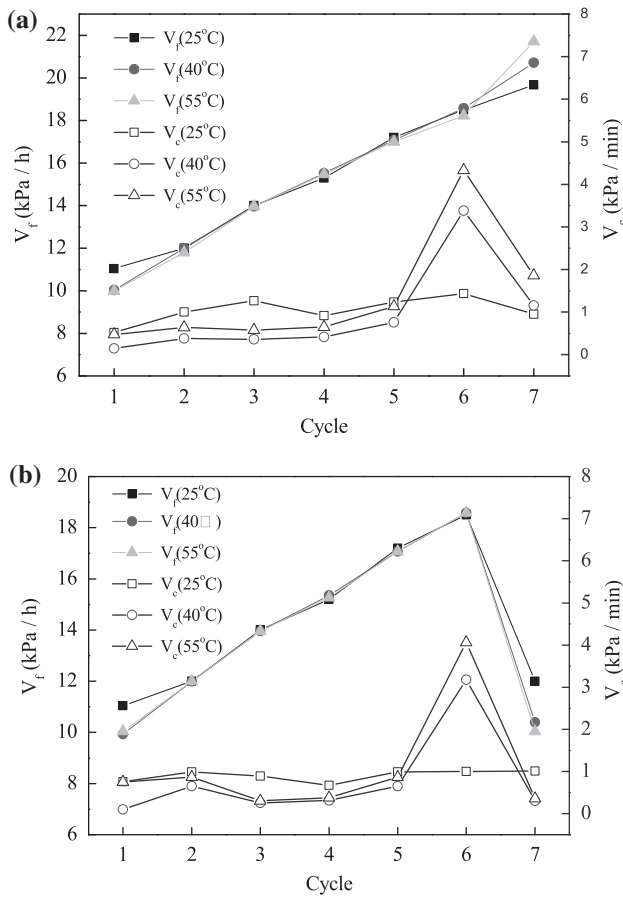 (a)
V_f (25°C)
V_f (40°C)
V_f (55°C)
V_c (25°C)
V_c (40°C)
V_c (55°C)
22
20
18
16
14
12
10
8
6
V_f (kPa / h)
8
7
6
5
4
3
2
1
0
V_c (kPa / min)
1 2 3 4 5 6 7
Cycle
(b)
V_f (25°C)
V_f (40□ )
V_f (55°C)
V_c (25°C)
V_c (40°C)
V_c (55°C)
20
18
16
14
12
10
8
6
V_f (kPa / h)
8
7
6
5
4
3
2
1
0
V_c (kPa / min)
1 2 3 4 5 6 7
Cycle